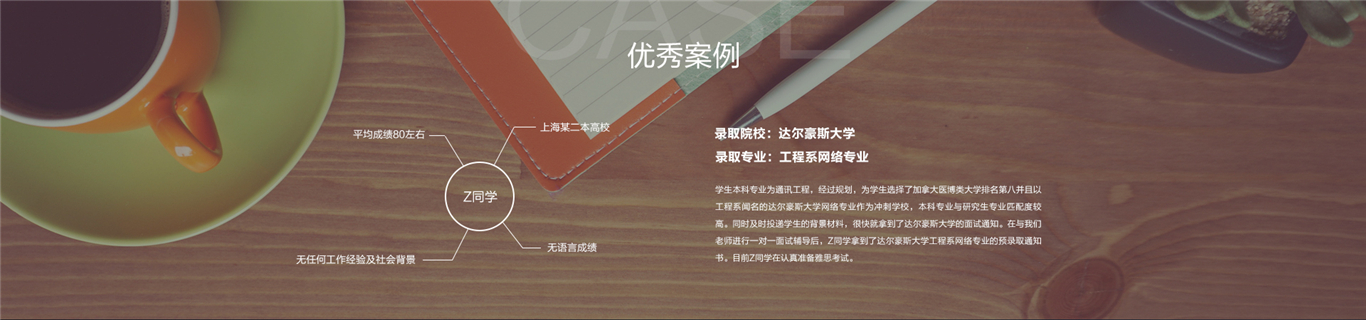 CASE
优秀案例
平均成绩80左右
上海某二本高校
Z同学
无语言成绩
无任何工作经验及社会背景
录取院校：达尔豪斯大学
录取专业：工程系网络专业
学生本科专业为通讯工程，经过规划，为学生选择了加拿大医博类大学排名第八并且以
工程系闻名的达尔豪斯大学网络专业作为冲刺学校，本科专业与研究生专业匹配度较
高。同时及时投递学生的背景材料，很快就拿到了达尔豪斯大学的面试通知。在与我们
老师进行一对一面试辅导后，Z同学拿到了达尔豪斯大学工程系网络专业的预录取通知
书。目前Z同学在认真准备雅思考试。